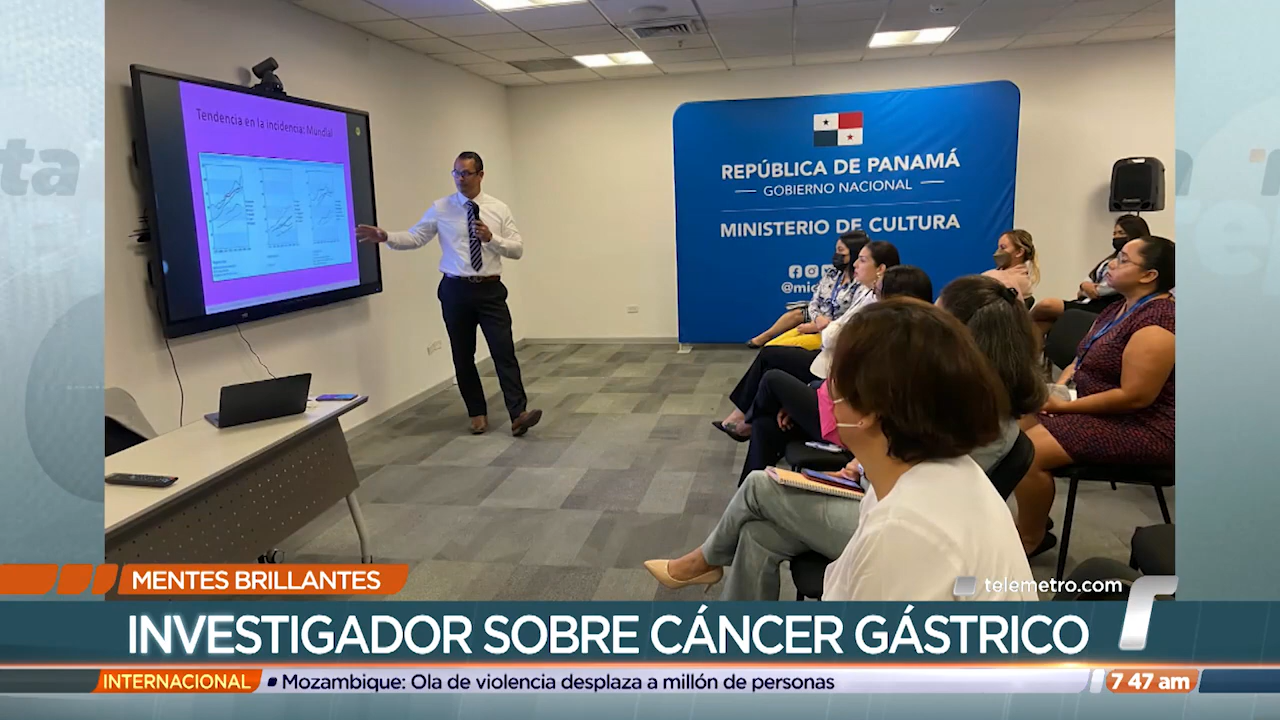 Tendencia en la incidencia: Mundial
REPÚBLICA DE PANAMÁ
GOBIERNO NACIONAL
MINISTERIO DE CULTURA
MENTES BRILLANTES
telemetro.com
INVESTIGADOR SOBRE CÁNCER GÁSTRICO
INTERNACIONAL
• Mozambique: Ola de violencia desplaza a millón de personas
7 47 am